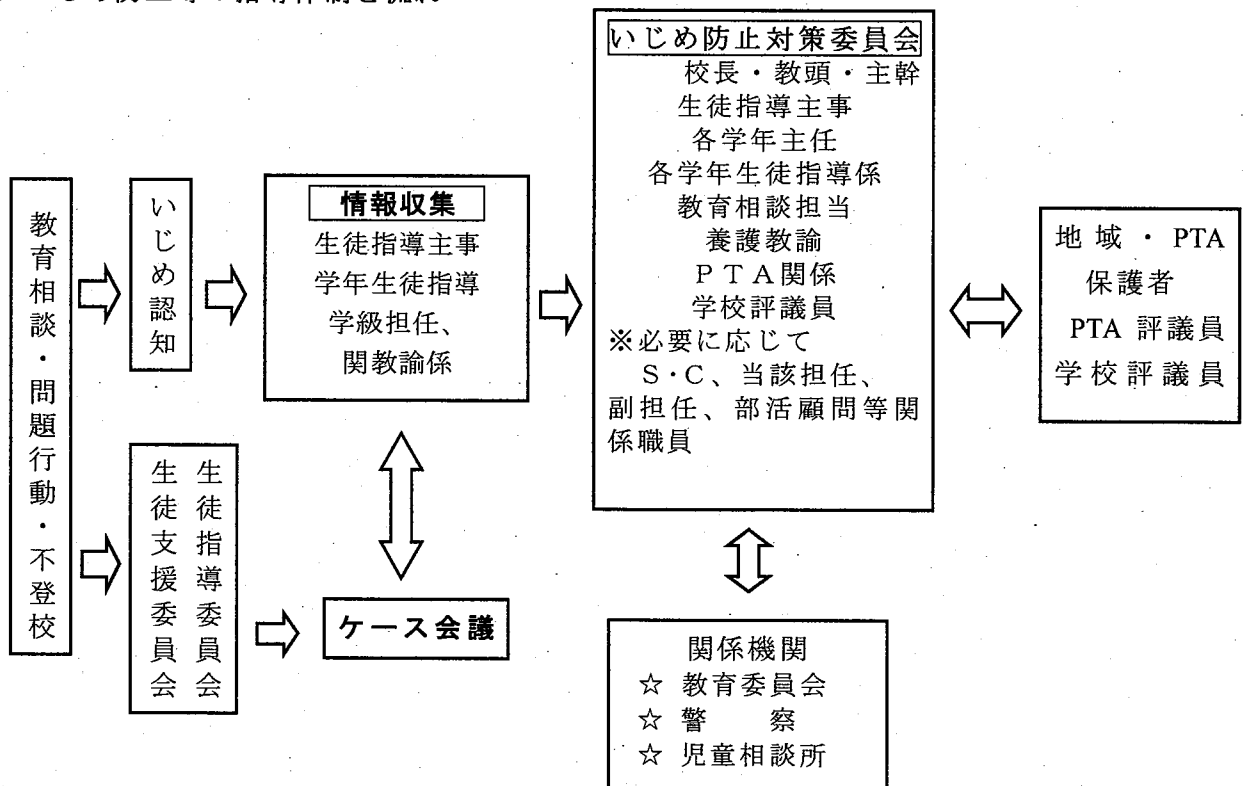 教育相談・問題行動・不登校
いじめ認知
生徒指導委員会
生徒支援委員会
情報収集
生徒指導主事
学年生徒指導
学級担任、
関教諭係
ケース会議
いじめ防止対策委員会
校長・教頭・主幹
生徒指導主事
各学年主任
各学年生徒指導係
教育相談担当
養護教諭
ＰＴＡ関係
学校評議員
※必要に応じて
Ｓ・Ｃ、当該担任、
副担任、部活顧問等関
係職員
関係機関
☆ 教育委員会
☆ 警　　察
☆ 児童相談所
地域 ・ PTA
保護者
PTA 評議員
学校評議員